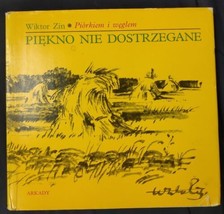 Wiktor Zin • Piórkiem i węglem
PIĘKNO NIE DOSTRZEGANE
ARKADY